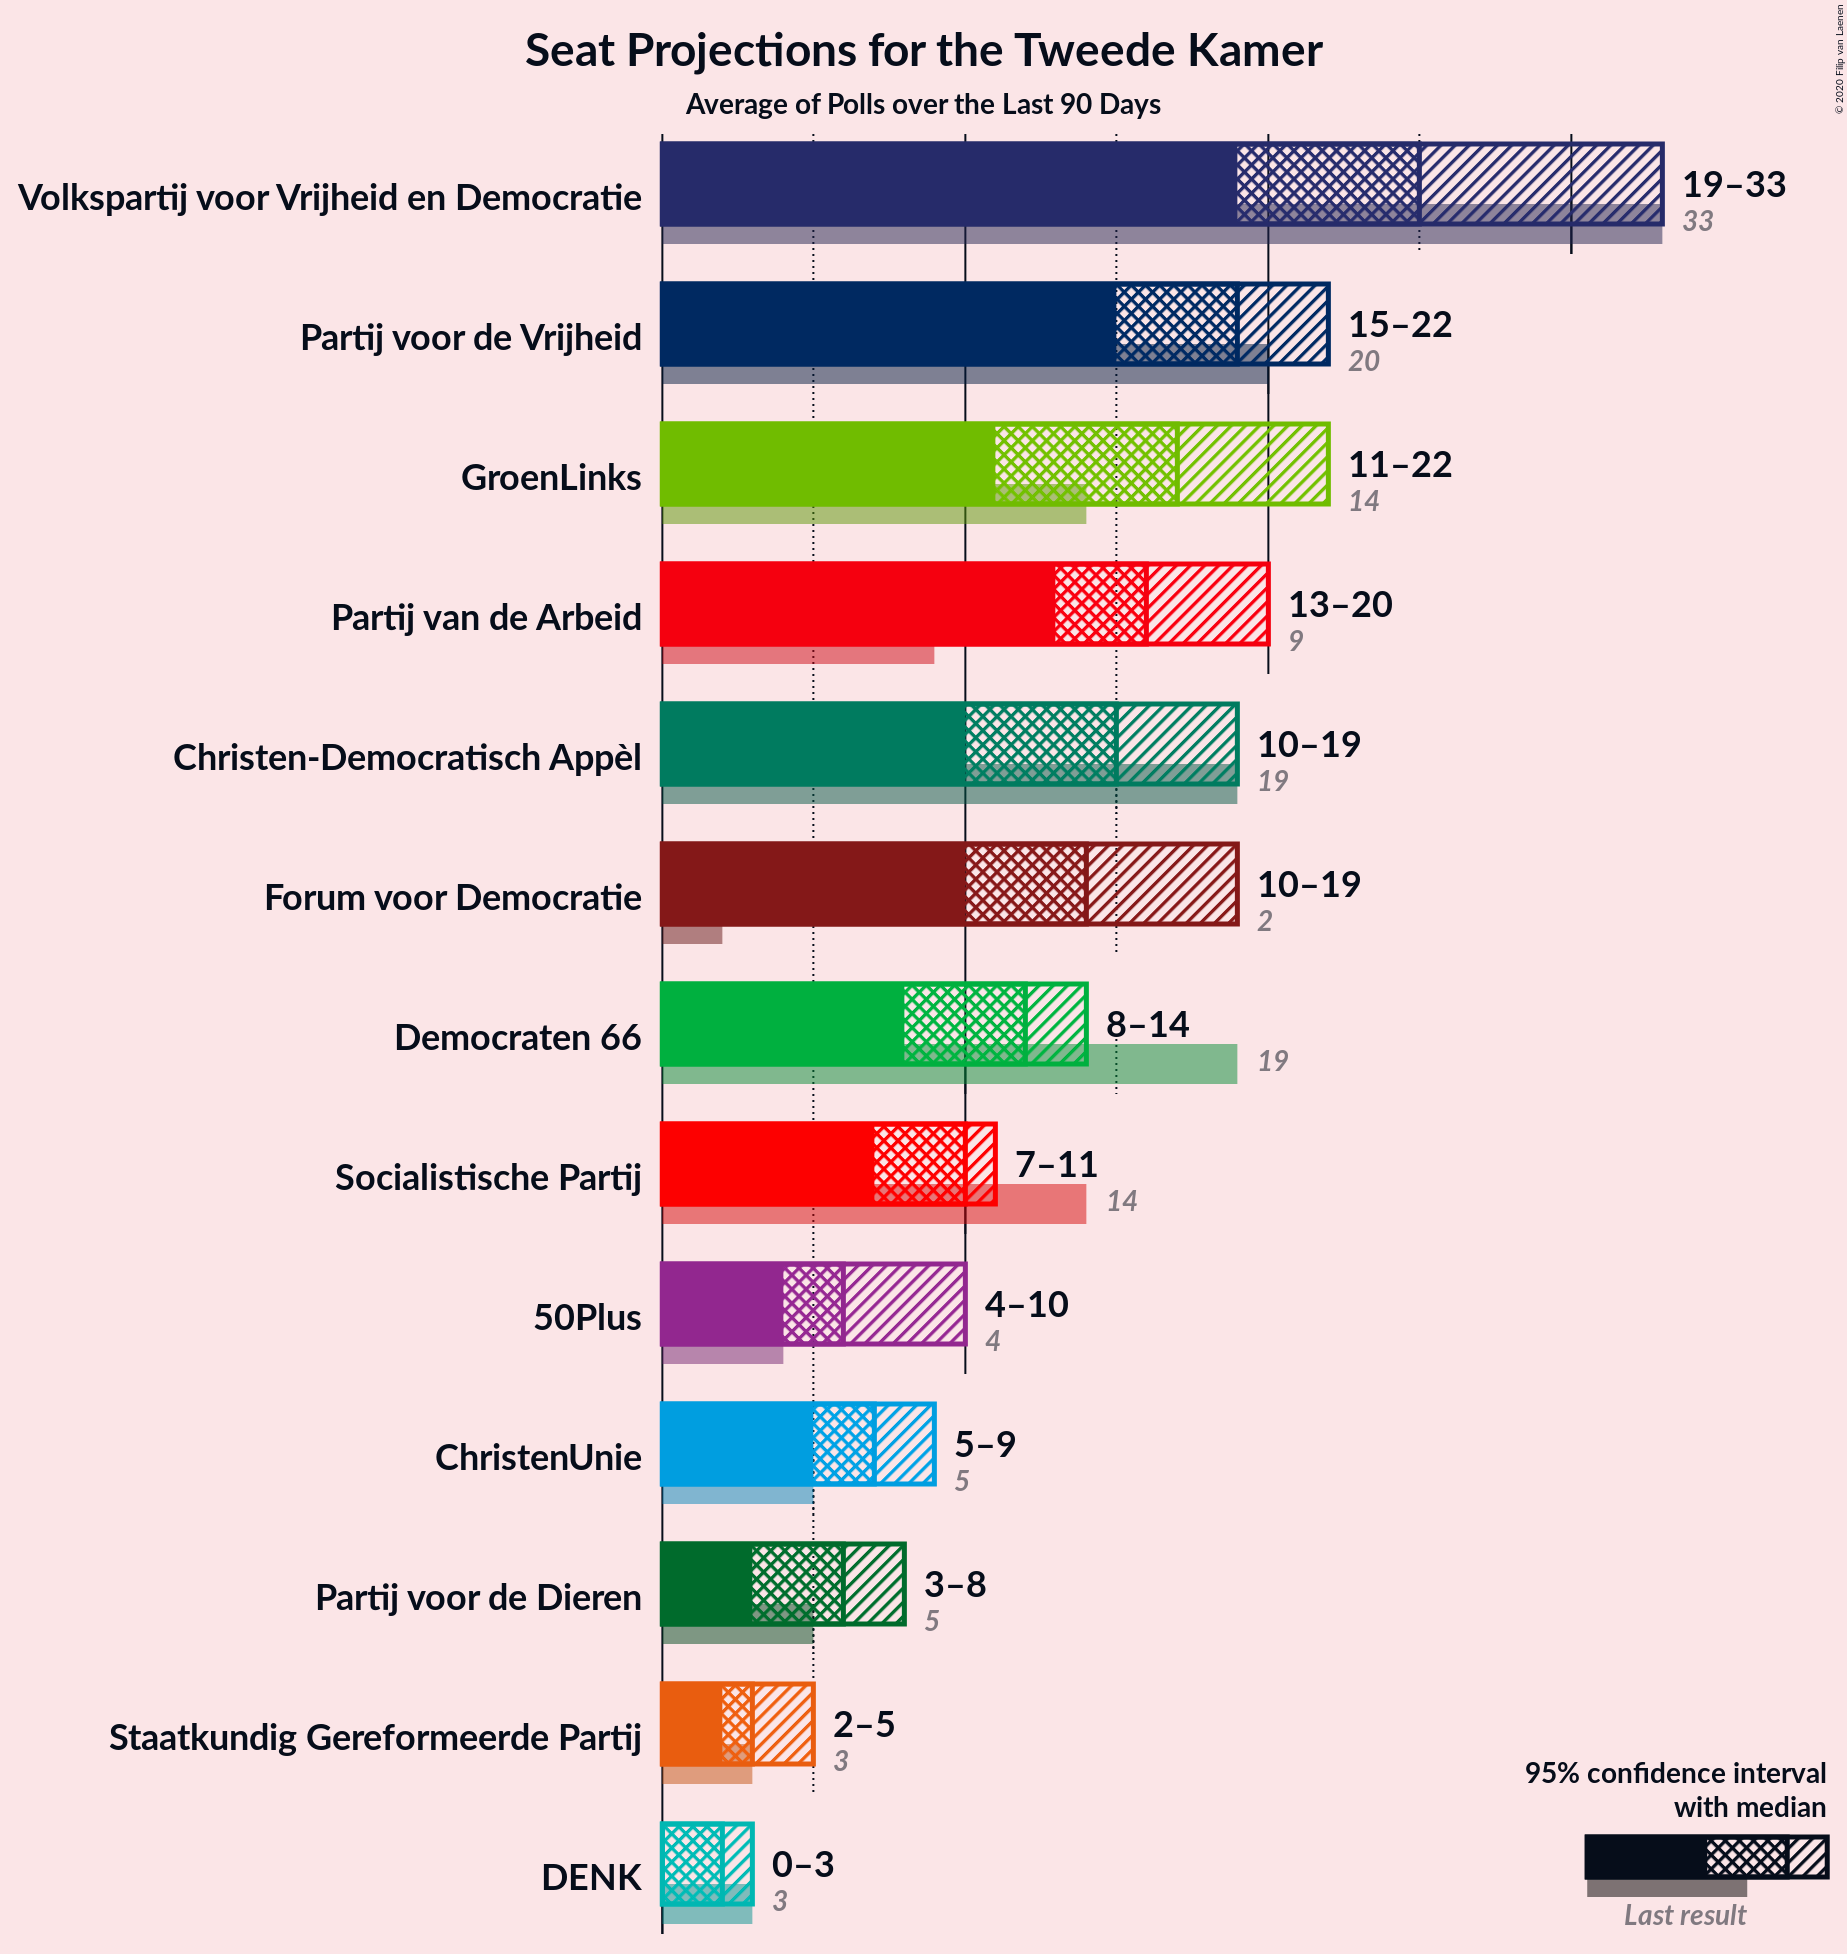 Seat Projections for the Tweede Kamer
Average of Polls over the Last 90 Days
© 2020 Filip van Laenen
Volkspartij voor Vrijheid en Democratie
19–33
33
Partij voor de Vrijheid
15–22
20
GroenLinks
11–22
14
Partij van de Arbeid
13–20
9
Christen-Democratisch Appèl
10–19
19
Forum voor Democratie
10–19
2
Democraten 66
8–14
19
Socialistische Partij
7–11
14
50Plus
4–10
4
ChristenUnie
5–9
5
Partij voor de Dieren
3–8
5
Staatkundig Gereformeerde Partij
2–5
3
DENK
0–3
3
95% confidence interval
with median
Last result